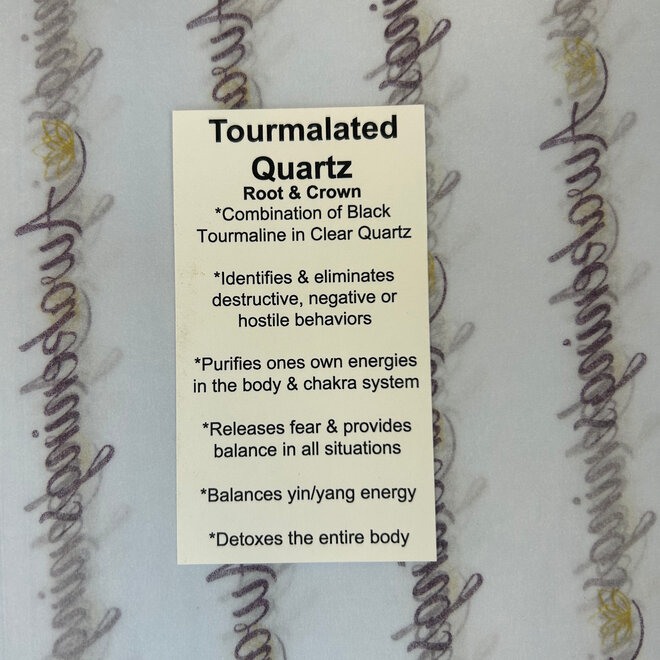 Tourmalated
Quartz
Root & Crown
*Combination of Black
Tourmaline in Clear Quartz
*Identifies & eliminates
destructive, negative or
hostile behaviors
*Purifies ones own energies
in the body & chakra system
*Releases fear & provides
balance in all situations
*Balances yin/yang energy
*Detoxes the entire body